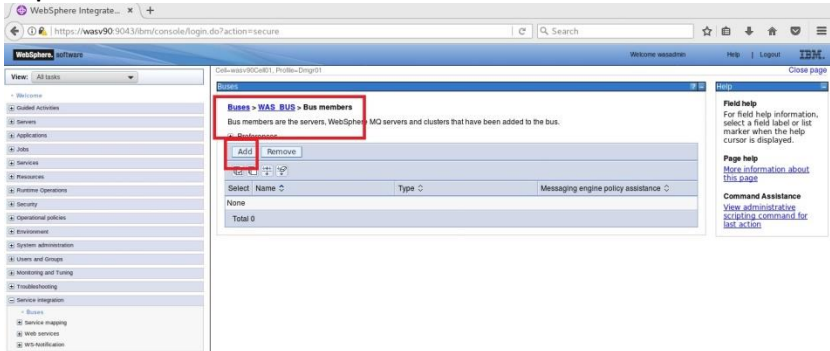 WebSphere Integrate... × +
https://wasv90:9043/ibm/console/login.do?action=secure
Search
WebSphere. software
Welcome wasadmin
Help | Logout
IBM.
View: All tasks
Cell=wasv90Cell01, Profile=Dmgr01
Close page
Welcome
Guided Activities
Servers
Applications
Jobs
Services
Resources
Runtime Operations
Security
Operational policies
Environment
System administration
Users and Groups
Monitoring and Tuning
Troubleshooting
Service integration
Buses
Service mapping
Web services
WS-Notification
Buses
Buses > WAS_BUS > Bus members
Bus members are the servers, WebSphere MQ servers and clusters that have been added to the bus.
Preferences
Add Remove
Select Name Type Messaging engine policy assistance
None
Total 0
Help
Field help
For field help information,
select a field label or list
marker when the help
cursor is displayed.
Page help
More information about
this page
Command Assistance
View administrative
scripting command for
last action